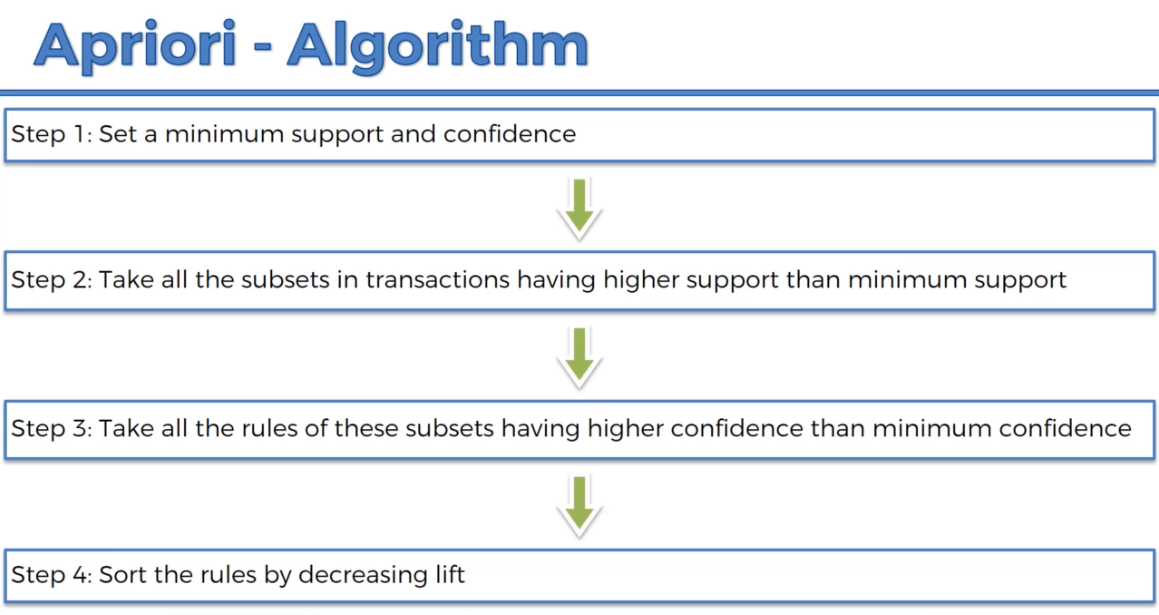 Apriori - Algorithm
Step 1: Set a minimum support and confidence
Step 2: Take all the subsets in transactions having higher support than minimum support
Step 3: Take all the rules of these subsets having higher confidence than minimum confidence
Step 4: Sort the rules by decreasing lift